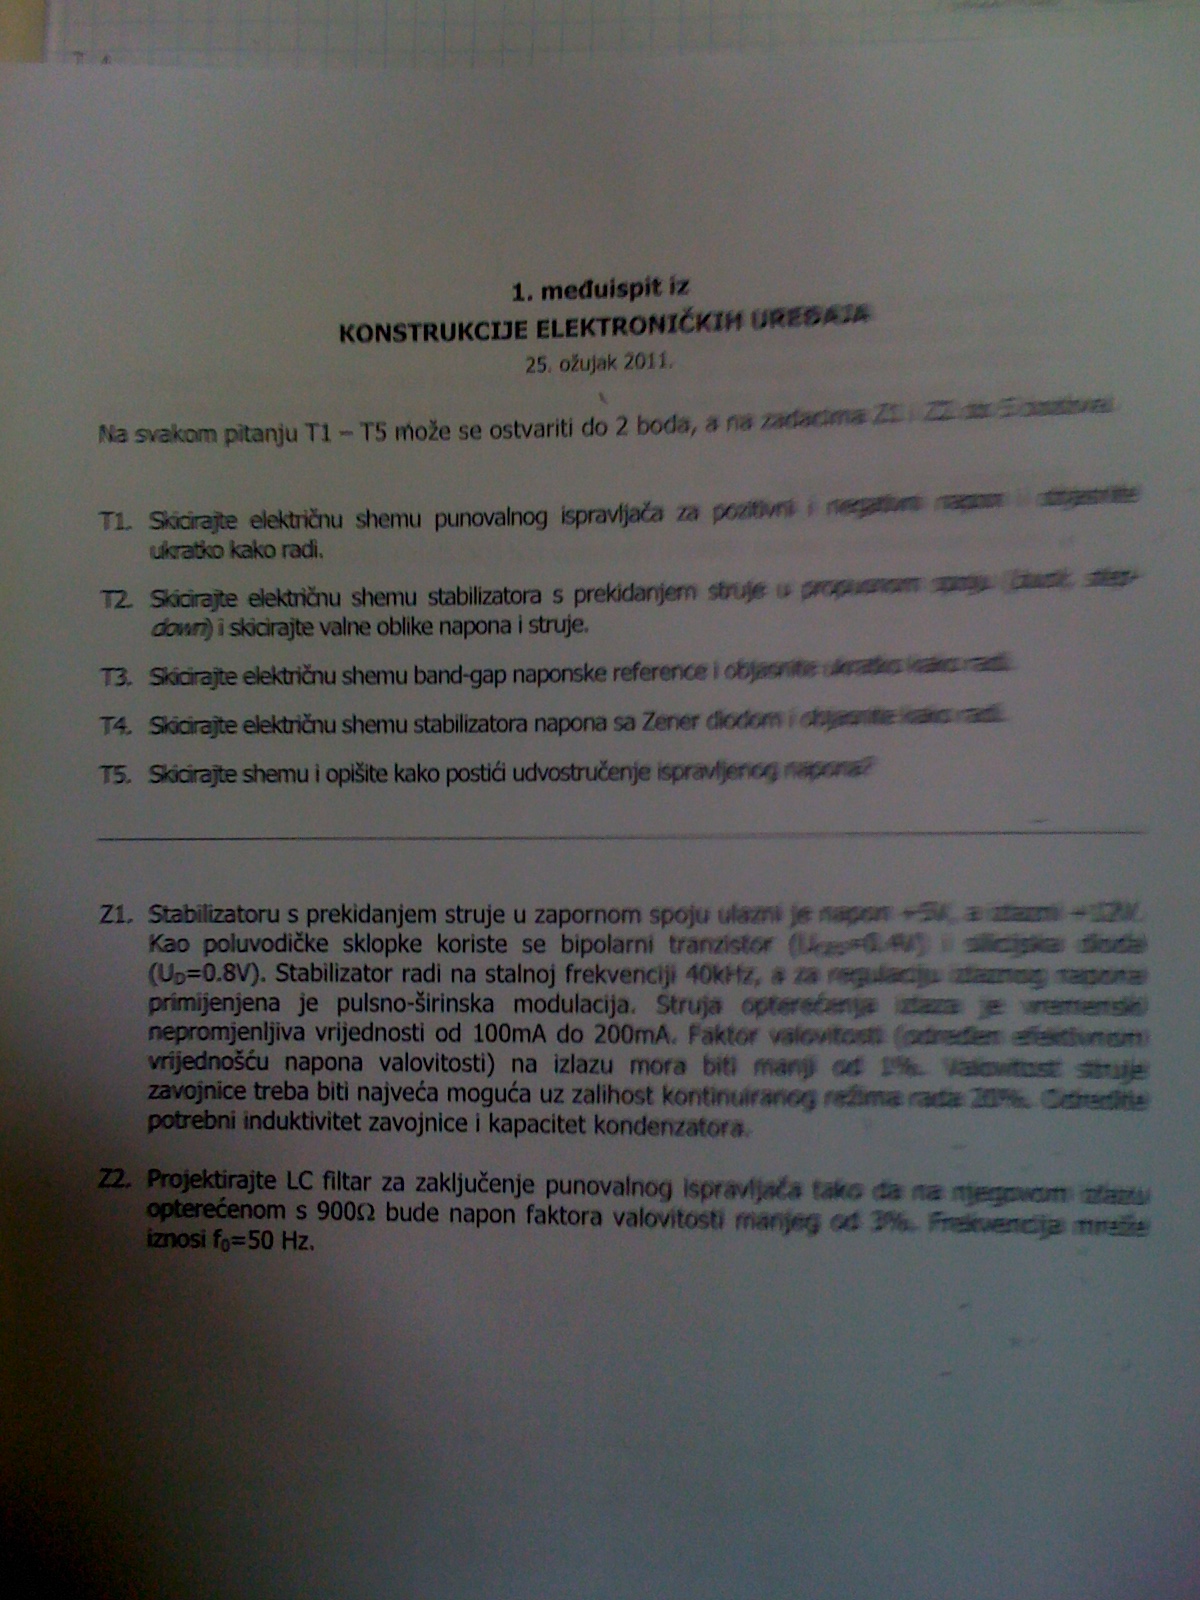 1. međuispit iz
KONSTRUKCIJE ELEKTRONIČKIH UREĐAJA
25. ožujak 2011.
Na svakom pitanju T1 – T5 može se ostvariti do 2 boda, a na zadacima Z1 i Z2 do 5 bodova.
T1. Skicirajte električnu shemu punovalnog ispravljača za pozitivni i negativni napon i objasnite
ukratko kako radi.
T2. Skicirajte električnu shemu stabilizatora s prekidanjem struje u propusnom spoju (buck, step-
down) i skicirajte valne oblike napona i struje.
T3. Skicirajte električnu shemu band-gap naponske reference i objasnite ukratko kako radi.
T4. Skicirajte električnu shemu stabilizatora napona sa Zener diodom i objasnite kako radi.
T5. Skicirajte shemu i opišite kako postići udvostručenje ispravljenog napona?
Z1. Stabilizatoru s prekidanjem struje u zapornom spoju ulazni je napon +5V, a izlazni +12V.
Kao poluvodičke sklopke koriste se bipolarni tranzistor i silicijska dioda
(U_D=0.8V). Stabilizator radi na stalnoj frekvenciji 40kHz, a za regulaciju izlaznog napona
primijenjena je pulsno-širinska modulacija. Struja opterećenja izlaza je vremenski
nepromjenljiva vrijednosti od 100mA do 200mA. Faktor valovitosti (određen efektivnom
vrijednošću napona valovitosti) na izlazu mora biti manji od 1%. Valovitost struje
zavojnice treba biti najveća moguća uz zalihost kontinuiranog režima rada 20%. Odredite
potrebni induktivitet zavojnice i kapacitet kondenzatora.
Z2. Projektirajte LC filtar za zaključenje punovalnog ispravljača tako da na njegovom izlazu
opterećenom s 900Ω bude napon faktora valovitosti manjeg od 3%. Frekvencija mreže
iznosi f₀=50 Hz.